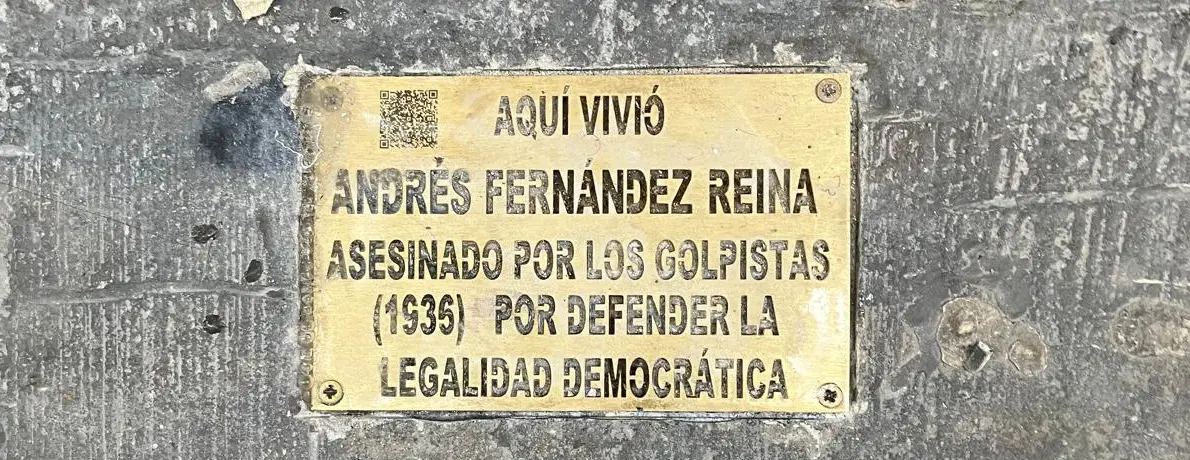 AQUÍ VIVIÓ
ANDRÉS FERNÁNDEZ REINA
ASESINADO POR LOS GOLPISTAS
(1936) POR DEFENDER LA
LEGALIDAD DEMOCRÁTICA